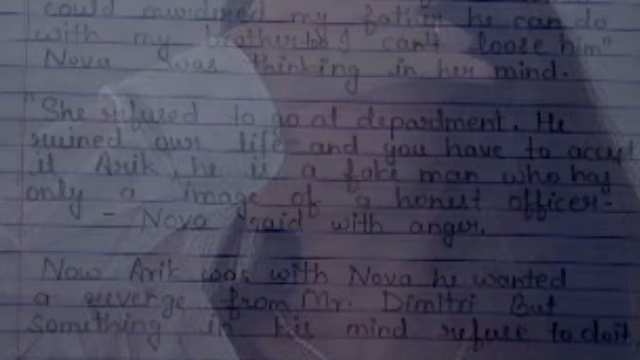 could murdered my father he can do
with my brother to I can't loose him"
Nova was thinking in her mind.
"She refused to go at department. He
ruined our life and you have to accept
it Arik, he is a fake man who has
only a image of a honest officer-
- Nova said with anger.
Now Arik was with Nova he wanted
a revenge from Mr. Dimitri But
something in his mind refuse to do it